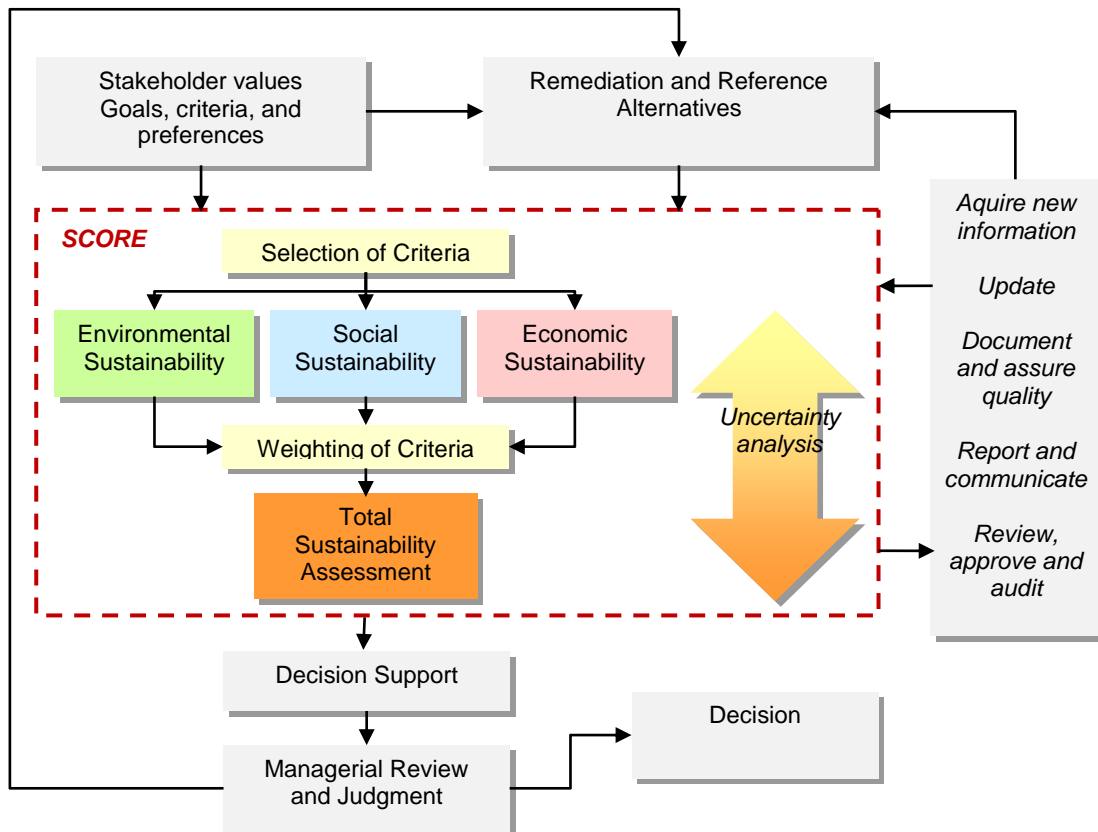 Stakeholder values
Goals, criteria, and
preferences
Remediation and Reference
Alternatives
SCORE
Selection of Criteria
Environmental
Sustainability
Social
Sustainability
Economic
Sustainability
Weighting of Criteria
Total
Sustainability
Assessment
Uncertainty
analysis
Aquire new
information
Update
Document
and assure
quality
Report and
communicate
Review,
approve and
audit
Decision Support
Managerial Review
and Judgment
Decision